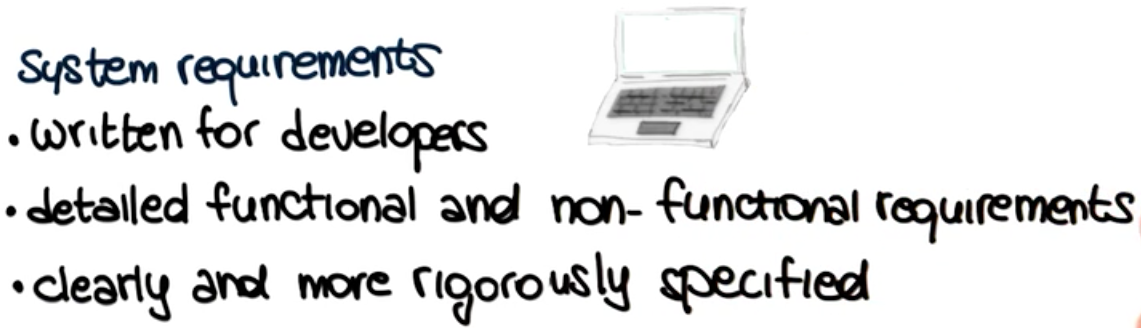 System requirements
• written for developers
• detailed functional and non-functional requirements
• clearly and more rigorously specified